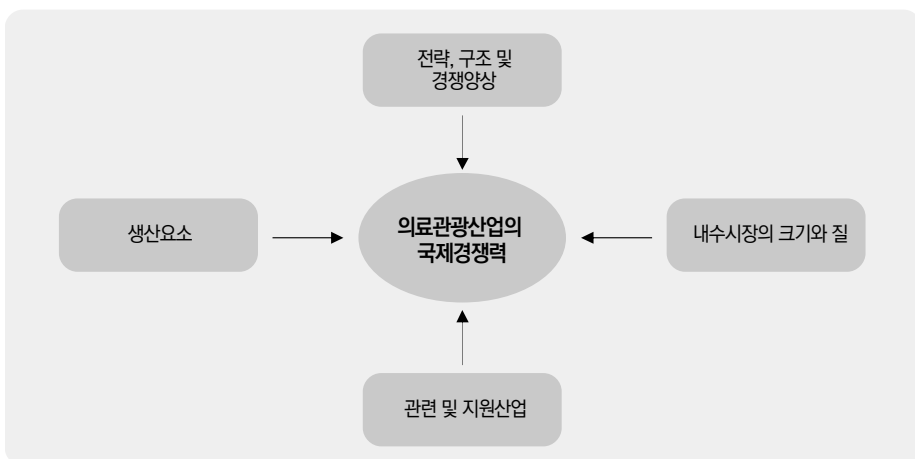 전략, 구조 및
경쟁양상
생산요소
의료관광산업의
국제경쟁력
내수시장의 크기와 질
관련 및 지원산업